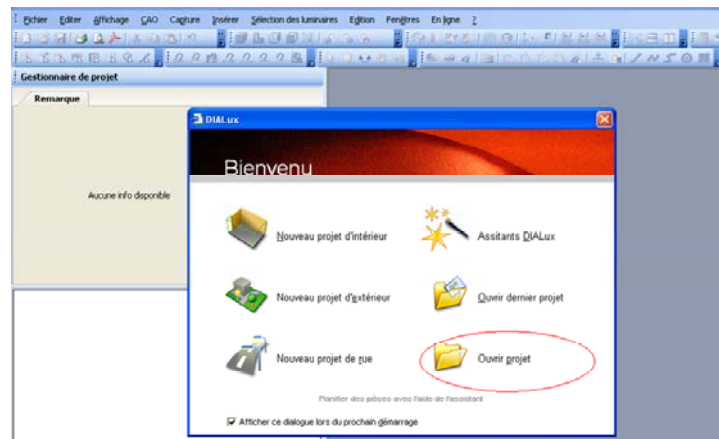 Fichier Editer Affichage CAO Capture Insérer Sélection des luminaires Edition Fenêtres En ligne ?
Gestionnaire de projet
Remarque
Aucune info disponible
DIALux
Bienvenu
Nouveau projet d'intérieur
Assitants DIALux
Nouveau projet d'extérieur
Ouvrir dernier projet
Nouveau projet de rue
Ouvrir projet
Planifier des pièces avec l'aide de l'assistant
Afficher ce dialogue lors du prochain démarrage